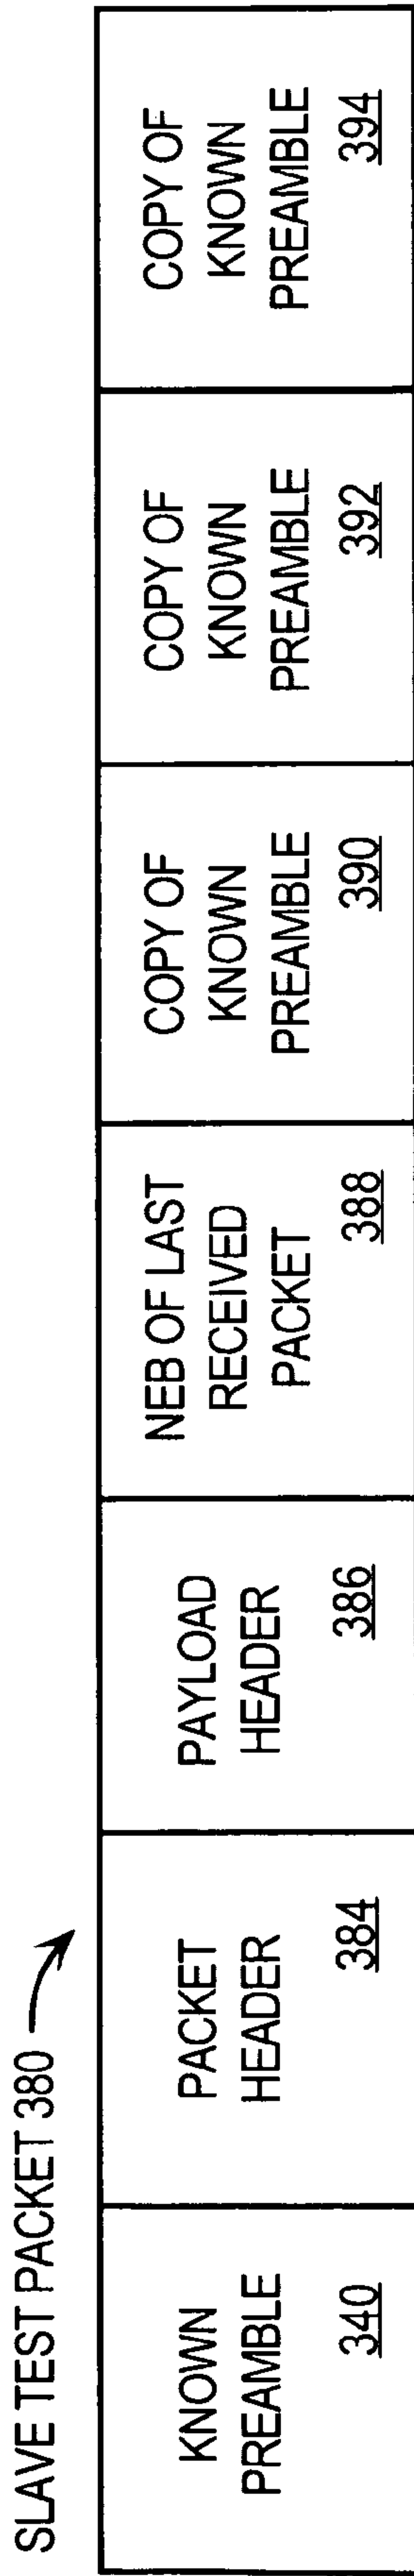 SLAVE TEST PACKET 380
KNOWN
PREAMBLE
340
PACKET
HEADER
384
PAYLOAD
HEADER
386
NEB OF LAST
RECEIVED
PACKET
388
COPY OF
KNOWN
PREAMBLE
390
COPY OF
KNOWN
PREAMBLE
392
COPY OF
KNOWN
PREAMBLE
394